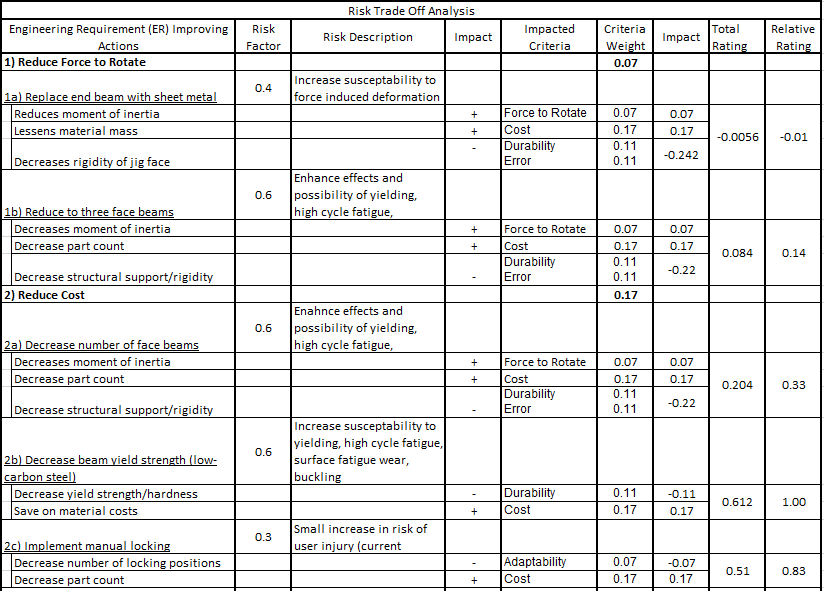 Risk Trade Off Analysis
Engineering Requirement (ER) Improving Actions Risk Factor Risk Description Impact Impacted Criteria Criteria Weight Impact Total Rating Relative Rating
1) Reduce Force to Rotate 0.07
1a) Replace end beam with sheet metal 0.4 Increase susceptability to force induced deformation
Reduces moment of inertia + Force to Rotate 0.07 0.07
Lessens material mass + Cost 0.17 0.17
-0.0056 -0.01
Decreases rigidity of jig face - Durability Error 0.11 0.11 -0.242
1b) Reduce to three face beams 0.6 Enhance effects and possibility of yielding, high cycle fatigue,
Decreases moment of inertia + Force to Rotate 0.07 0.07
Decrease part count + Cost 0.17 0.17
0.084 0.14
Decrease structural support/rigidity - Durability Error 0.11 0.11 -0.22
2) Reduce Cost 0.17
2a) Decrease number of face beams 0.6 Enahnce effects and possibility of yielding, high cycle fatigue,
Decreases moment of inertia + Force to Rotate 0.07 0.07
Decrease part count + Cost 0.17 0.17
0.204 0.33
Decrease structural support/rigidity - Durability Error 0.11 0.11 -0.22
2b) Decrease beam yield strength (low-carbon steel) 0.6 Increase susceptability to yielding, high cycle fatigue, surface fatigue wear, buckling
Decrease yield strength/hardness - Durability 0.11 -0.11
0.612 1.00
Save on material costs + Cost 0.17 0.17
2c) Implement manual locking 0.3 Small increase in risk of user injury (current
Decrease number of locking positions - Adaptability 0.07 -0.07
0.51 0.83
Decrease part count + Cost 0.17 0.17